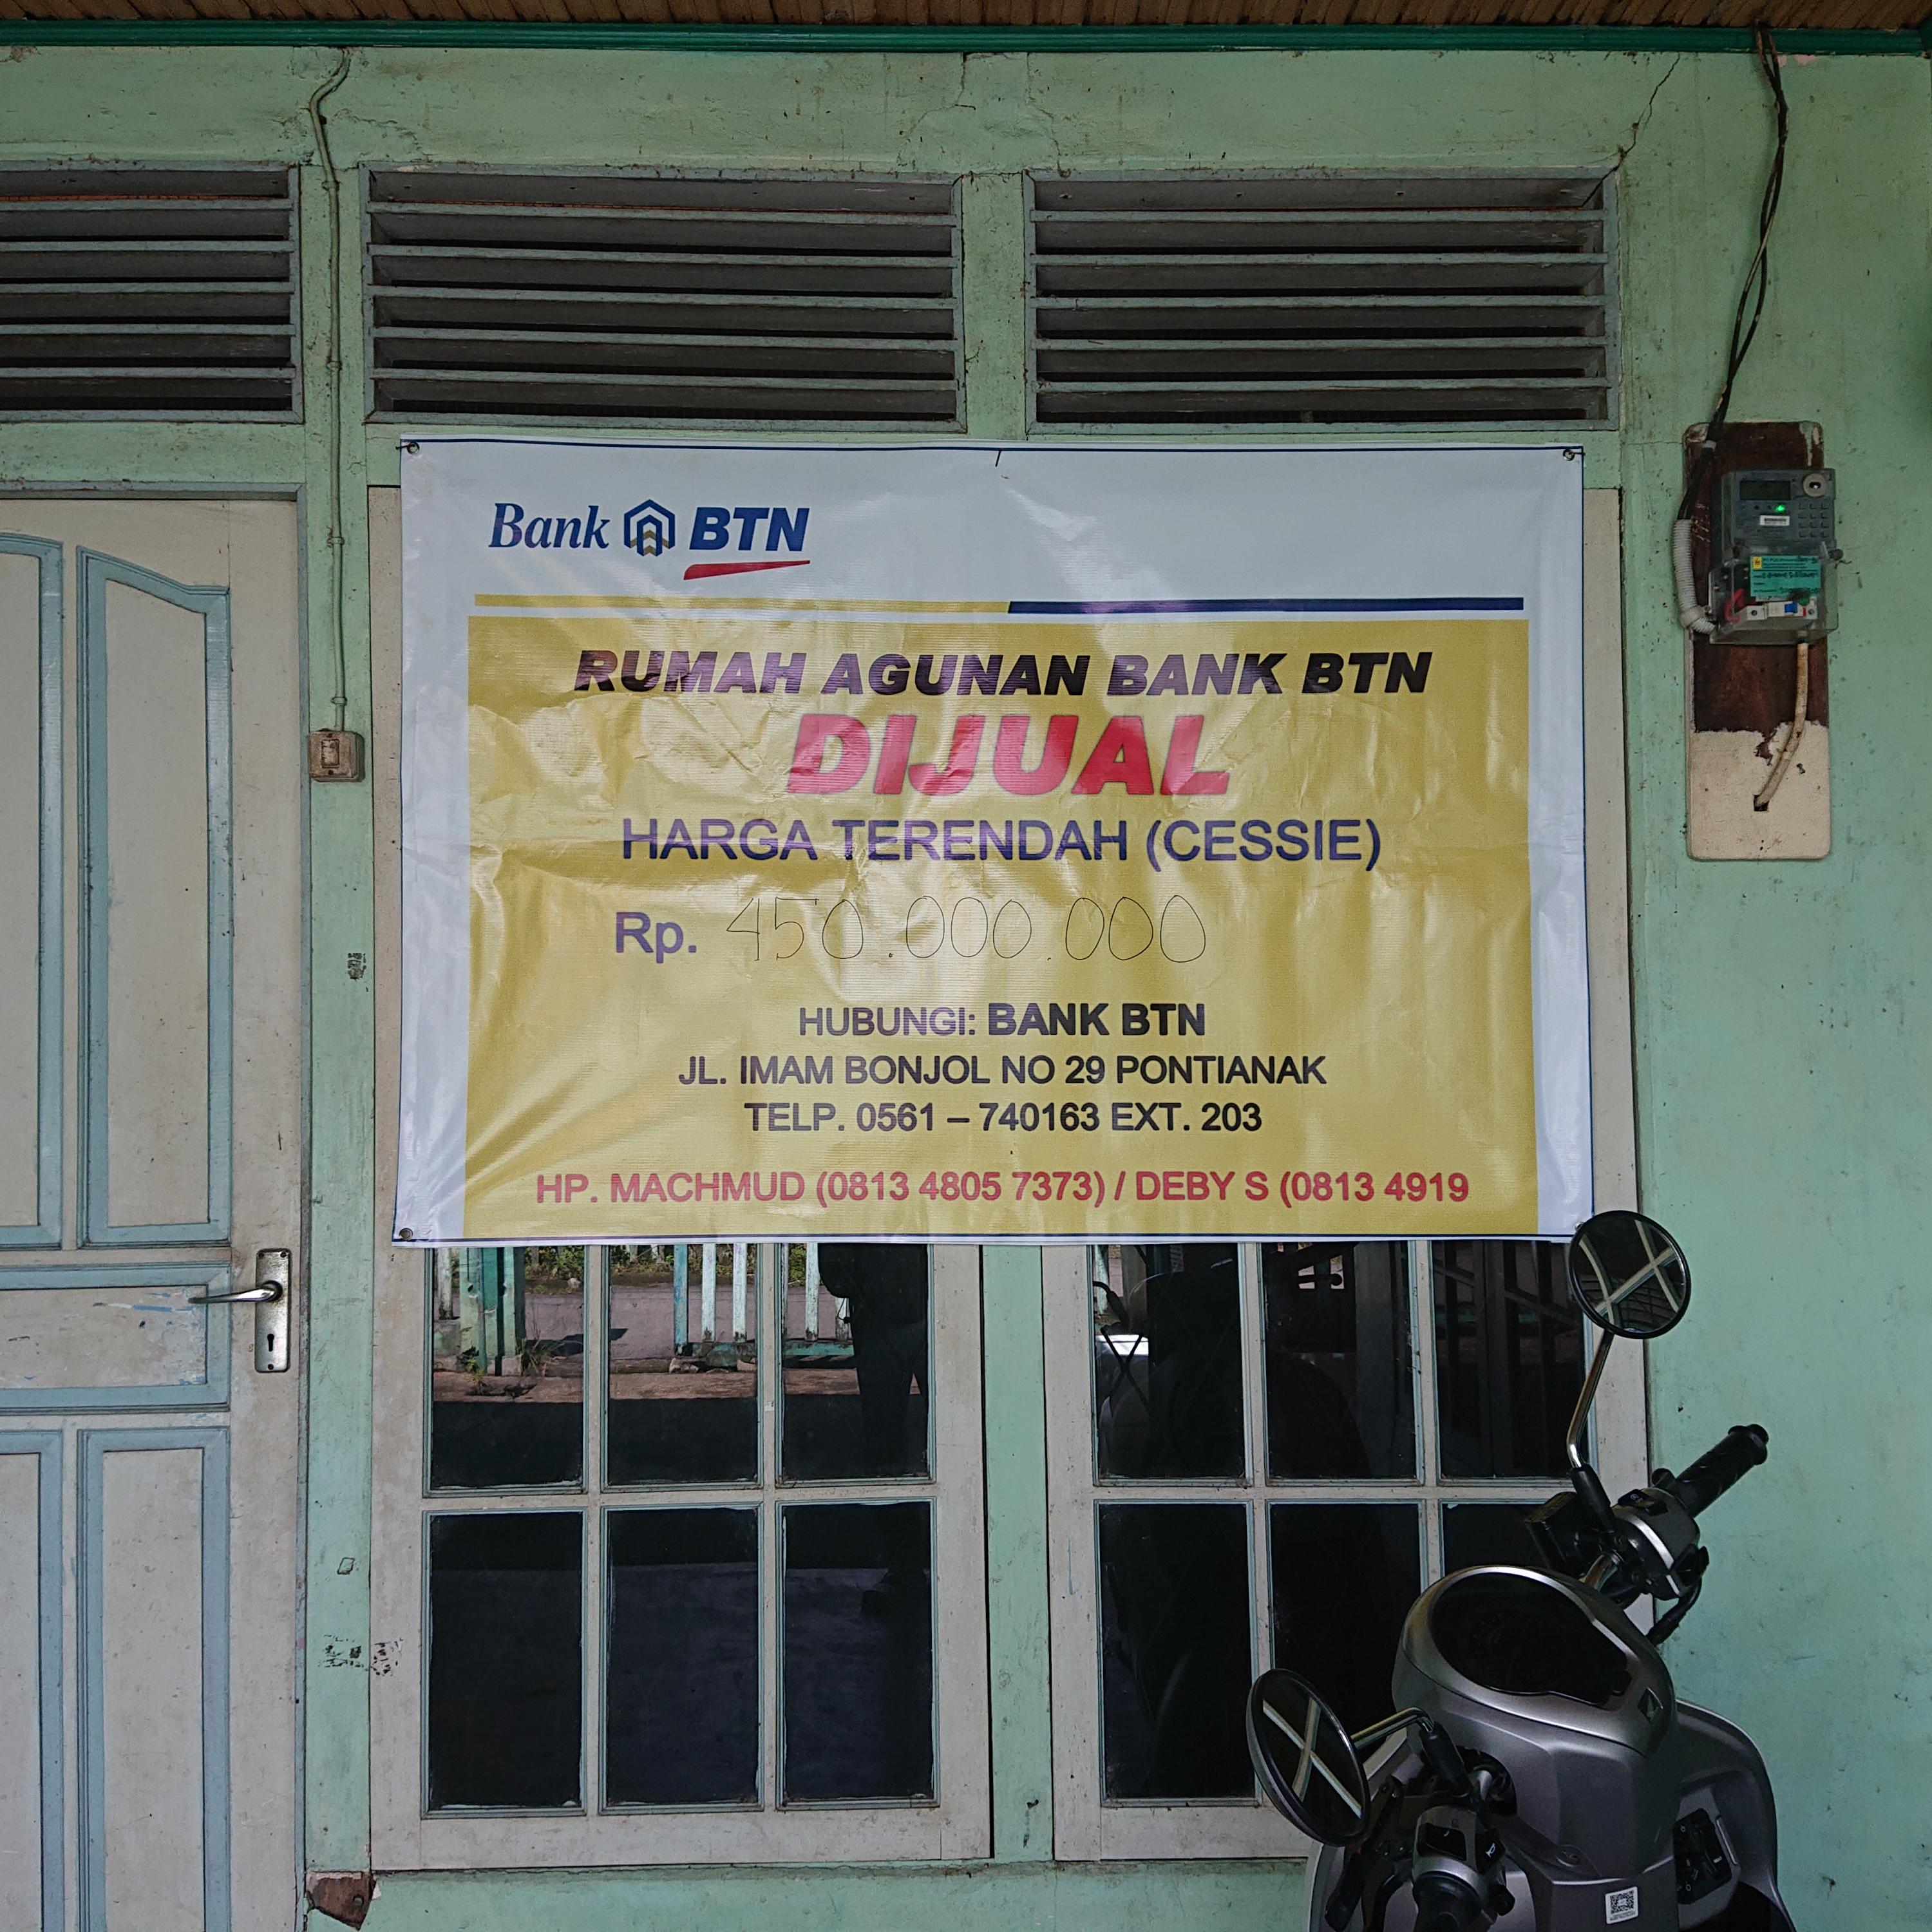 Bank BTN
RUMAH AGUNAN BANK BTN
DIJUAL
HARGA TERENDAH (CESSIE)
Rp. 450.000.000
HUBUNGI: BANK BTN
JL. IMAM BONJOL NO 29 PONTIANAK
TELP. 0561 – 740163 EXT. 203
HP. MACHMUD (0813 4805 7373) / DEBY S (0813 4919